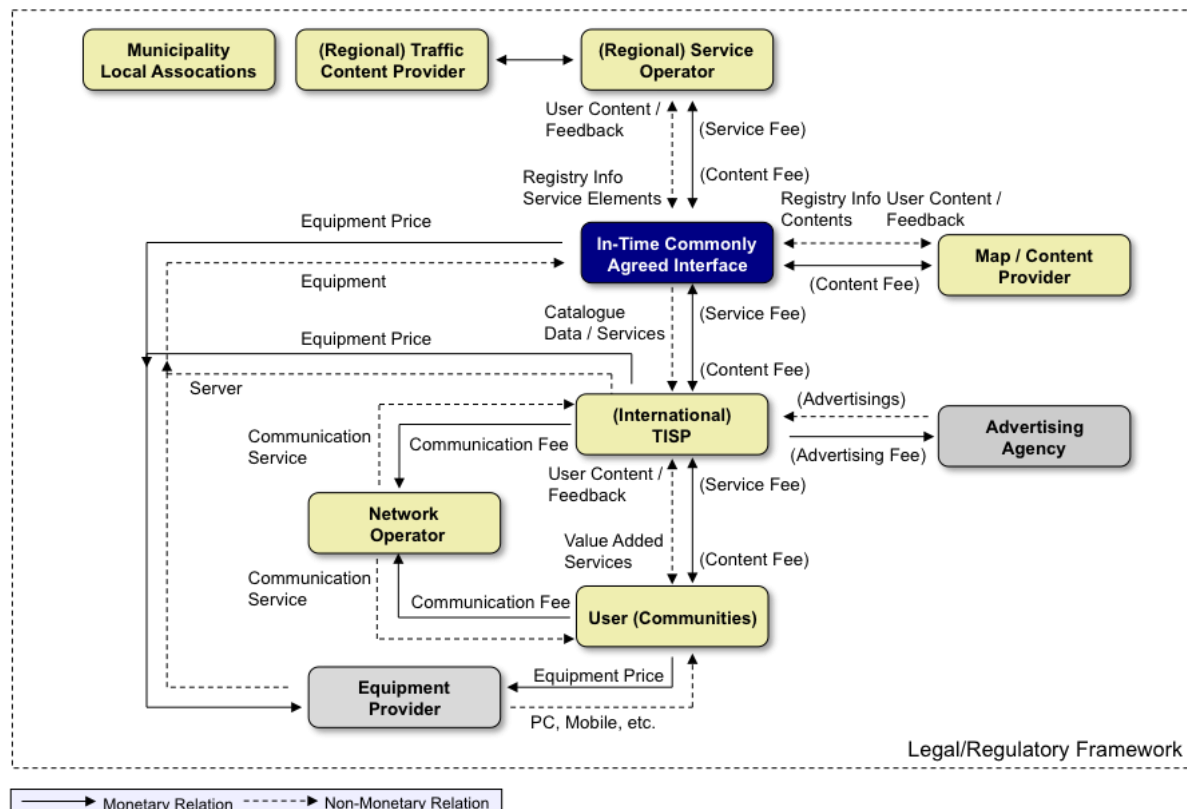 Municipality
Local Assocations
(Regional) Traffic
Content Provider
(Regional) Service
Operator
User Content /
Feedback
(Service Fee)
(Content Fee)
Registry Info
Service Elements
Registry Info
Contents
User Content /
Feedback
Equipment Price
In-Time Commonly
Agreed Interface
Map / Content
Provider
Equipment
(Content Fee)
Catalogue
Data / Services
(Service Fee)
Equipment Price
(Content Fee)
Server
(International)
TISP
(Advertisings)
Advertising
Agency
(Advertising Fee)
Communication
Service
Communication Fee
User Content /
Feedback
(Service Fee)
Network
Operator
Value Added
Services
(Content Fee)
Communication
Service
Communication Fee
User (Communities)
Equipment Price
Equipment
Provider
PC, Mobile, etc.
Legal/Regulatory Framework
Monetary Relation
Non-Monetary Relation